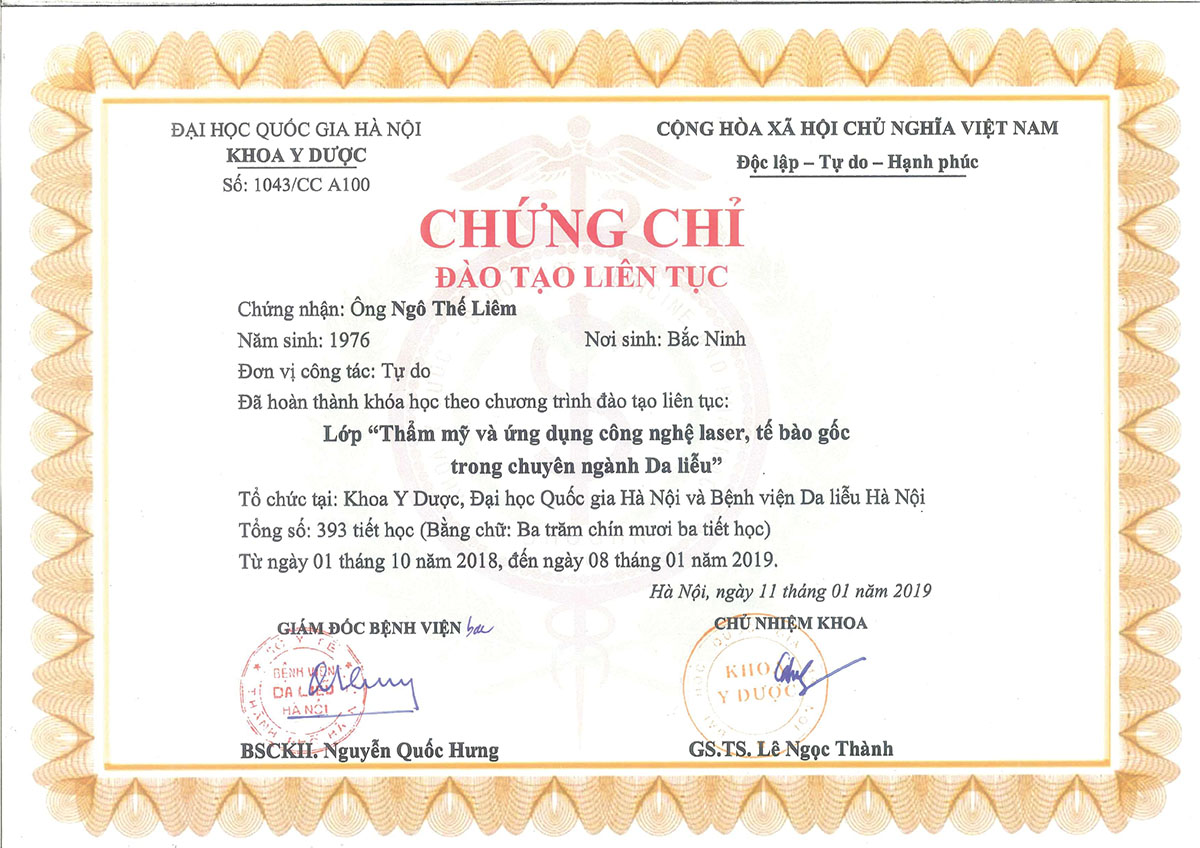 ĐẠI HỌC QUỐC GIA HÀ NỘI
KHOA Y DƯỢC
Số: 1043/CC A100
CỘNG HÒA XÃ HỘI CHỦ NGHĨA VIỆT NAM
Độc lập – Tự do – Hạnh phúc
CHỨNG CHỈ
ĐÀO TẠO LIÊN TỤC
Chứng nhận: Ông Ngô Thế Liêm
Năm sinh: 1976 Nơi sinh: Bắc Ninh
Đơn vị công tác: Tự do
Đã hoàn thành khóa học theo chương trình đào tạo liên tục:
Lớp “Thẩm mỹ và ứng dụng công nghệ laser, tế bào gốc
trong chuyên ngành Da liễu”
Tổ chức tại: Khoa Y Dược, Đại học Quốc gia Hà Nội và Bệnh viện Da liễu Hà Nội
Tổng số: 393 tiết học (Bằng chữ: Ba trăm chín mươi ba tiết học)
Từ ngày 01 tháng 10 năm 2018, đến ngày 08 tháng 01 năm 2019.
Hà Nội, ngày 11 tháng 01 năm 2019
GIÁM ĐỐC BỆNH VIỆN
SỞ Y TẾ
BỆNH VIỆN
DA LIỄU
HÀ NỘI
BSCKII. Nguyễn Quốc Hưng
CHỦ NHIỆM KHOA
KHOA
Y DƯỢC
GS.TS. Lê Ngọc Thành